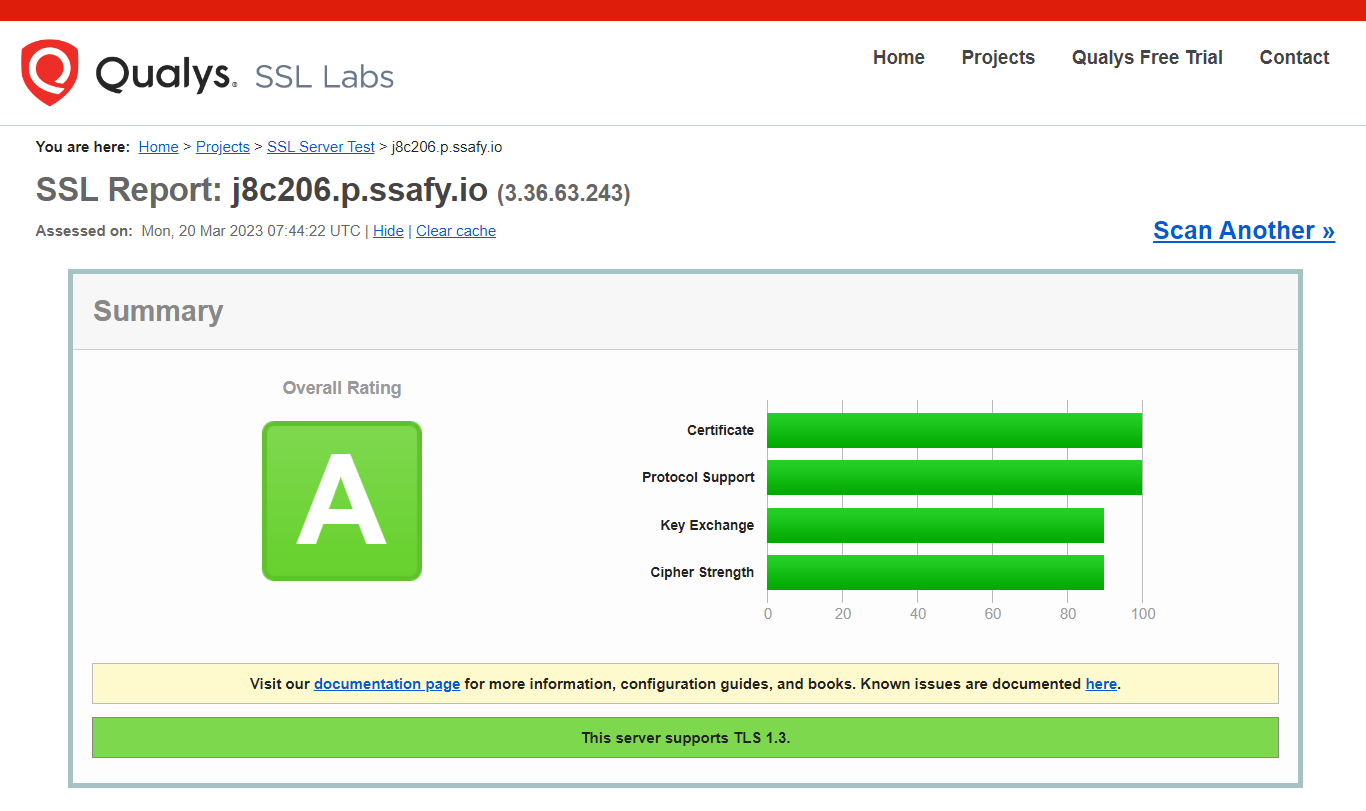 Qualys. SSL Labs
Home Projects Qualys Free Trial Contact
You are here: Home > Projects > SSL Server Test > j8c206.p.ssafy.io
SSL Report: j8c206.p.ssafy.io (3.36.63.243)
Assessed on: Mon, 20 Mar 2023 07:44:22 UTC | Hide | Clear cache
Scan Another »
Summary
Overall Rating
A
Certificate
Protocol Support
Key Exchange
Cipher Strength
0 20 40 60 80 100
Visit our documentation page for more information, configuration guides, and books. Known issues are documented here.
This server supports TLS 1.3.